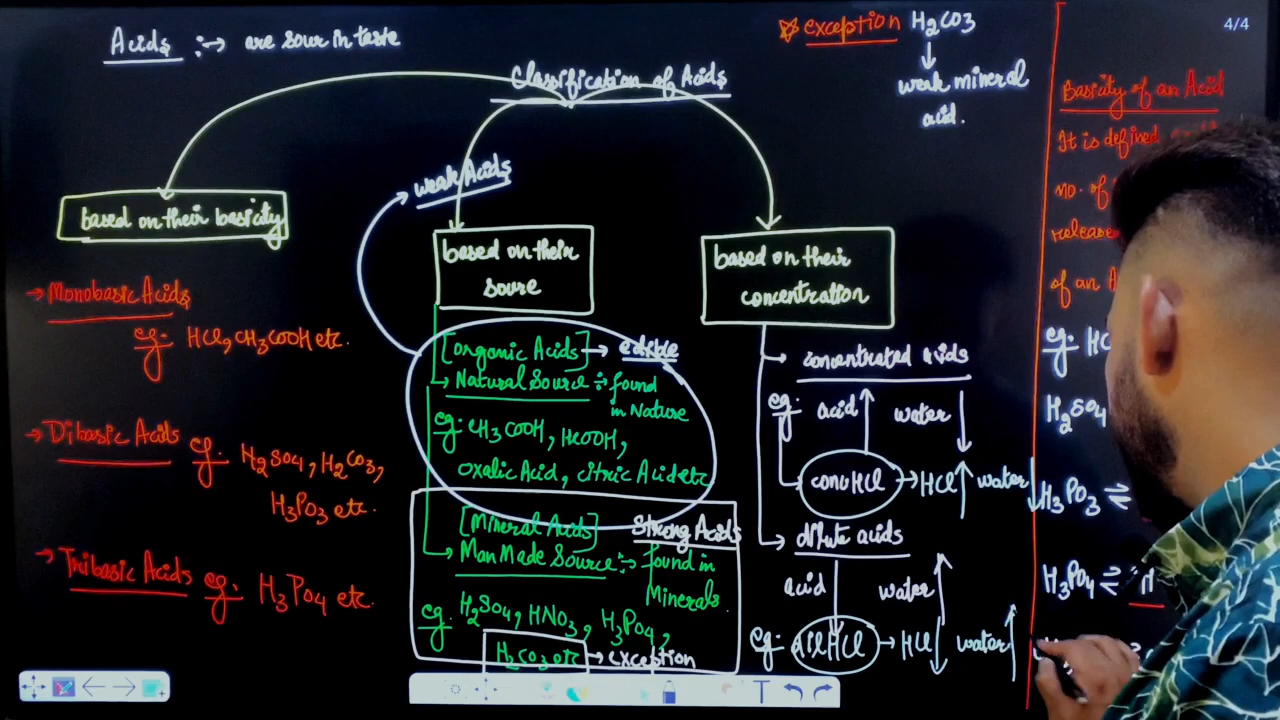 Acids :→ are sour in taste
exception H2CO3
weak mineral
acid.
4/4
Classification of Acids
based on their basicity
→ Monobasic Acids
eg: HCl, CH3COOH etc.
→ Dibasic Acids eg: H2SO4, H2CO3,
H3PO3 etc.
→ Tribasic Acids eg: H3PO4 etc.
weak Acids
based on their
soure
[organic Acids] → edible
→ Natural Source :→ found
in Nature
eg: CH3COOH, HCOOH,
oxalic Acid, citric Acid etc
[Mineral Acids] Strong Acids
→ Man Made Source :→ found in
Minerals.
eg: H2SO4, HNO3, H3PO4,
H2CO3 etc → exception
based on their
concentration
→ concentrated acids
eg: acid ↑ water ↓
conc HCl → HCl ↑ water ↓
→ dilute acids
acid ↓ water ↑
eg: dil HCl → HCl ↓ water ↑
Basicity of an Acid
It is defined
no. of
release
of an
eg: HC
H2SO4
H3PO3 ⇌
H3PO4 ⇌ H
T